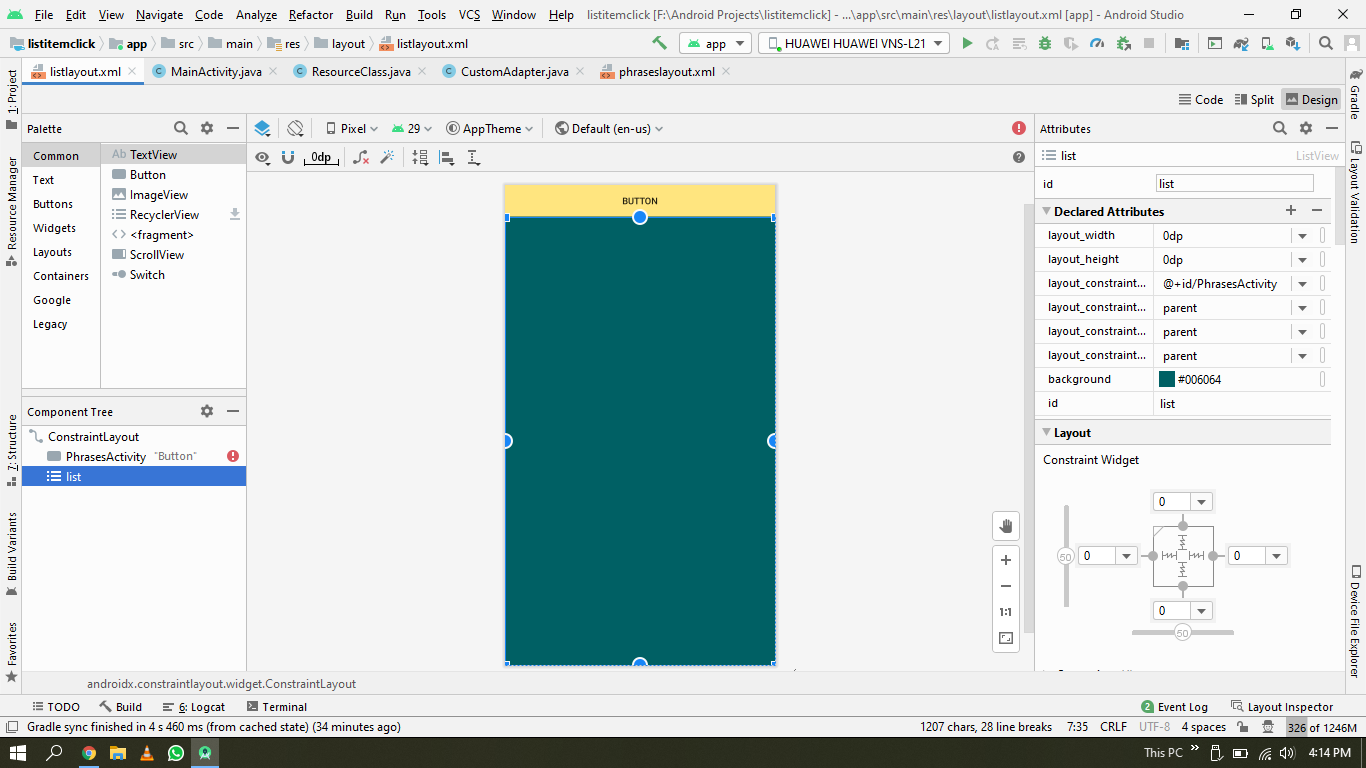 File Edit View Navigate Code Analyze Refactor Build Run Tools VCS Window Help listitemclick [F:\Android Projects\listitemclick] - ...\app\src\main\res\layout\listlayout.xml [app] - Android Studio
listitemclick app src main res layout listlayout.xml app HUAWEI HUAWEI VNS-L21
listlayout.xml MainActivity.java ResourceClass.java CustomAdapter.java phraseslayout.xml
Code Split Design
1: Project
Resource Manager
7: Structure
Build Variants
Favorites
Palette
Common
Text
Buttons
Widgets
Layouts
Containers
Google
Legacy
Ab TextView
Button
ImageView
RecyclerView
<fragment>
ScrollView
Switch
Component Tree
ConstraintLayout
PhrasesActivity "Button"
list
Pixel 29 AppTheme Default (en-us)
0dp
BUTTON
1:1
Attributes
list ListView
id list
Declared Attributes
layout_width 0dp
layout_height 0dp
layout_constraint... @+id/PhrasesActivity
layout_constraint... parent
layout_constraint... parent
layout_constraint... parent
background #006064
id list
Layout
Constraint Widget
0
50 0 0
0
50
Gradle
Layout Validation
Device File Explorer
androidx.constraintlayout.widget.ConstraintLayout
TODO Build 6: Logcat Terminal 2 Event Log Layout Inspector
Gradle sync finished in 4 s 460 ms (from cached state) (34 minutes ago) 1207 chars, 28 line breaks 7:35 CRLF UTF-8 4 spaces 326 of 1246M
This PC 4:14 PM